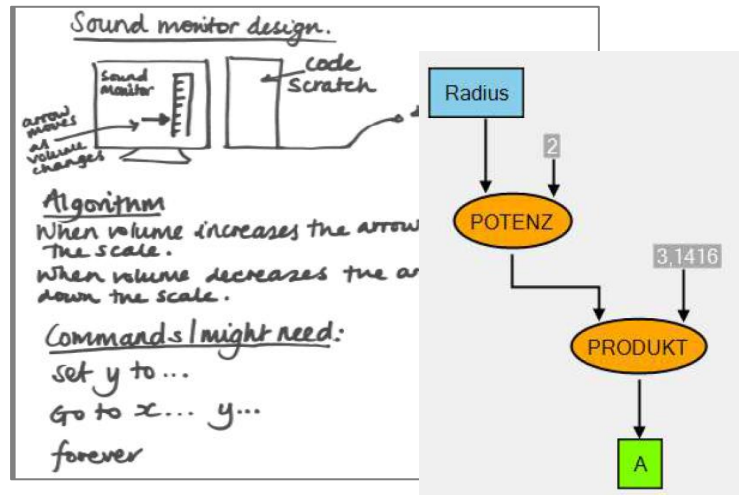 Sound monitor design.
Sound
Monitor
code
Scratch
arrow
moves
as
volume
changes
Algorithm
When volume increases the arrow
the scale.
When volume decreases the ar
down the scale.
Commands I might need:
set y to ...
Go to x... y...
forever
Radius
2
POTENZ
3,1416
PRODUKT
A